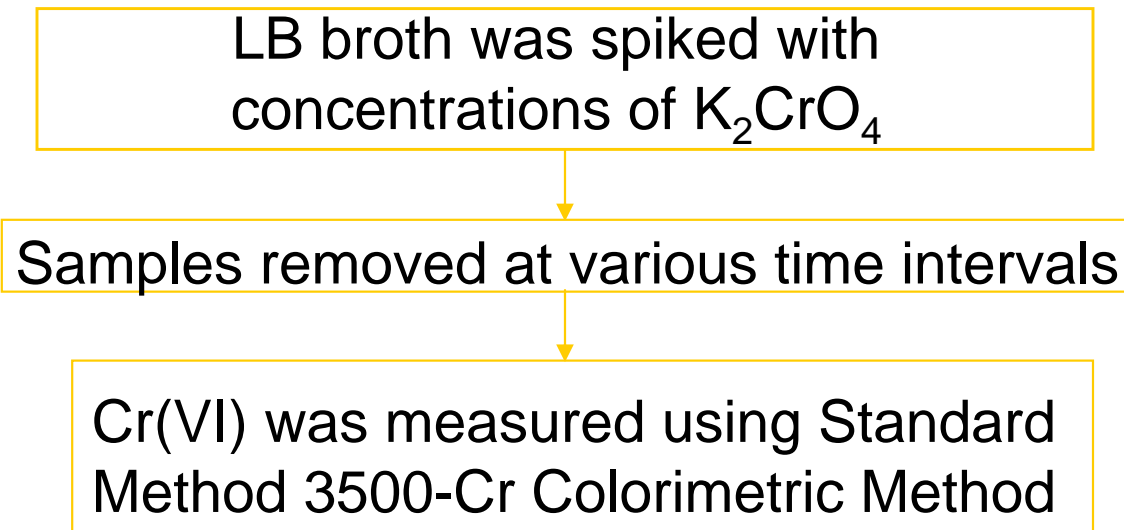 LB broth was spiked with
concentrations of K₂CrO₄
Samples removed at various time intervals
Cr(VI) was measured using Standard
Method 3500-Cr Colorimetric Method